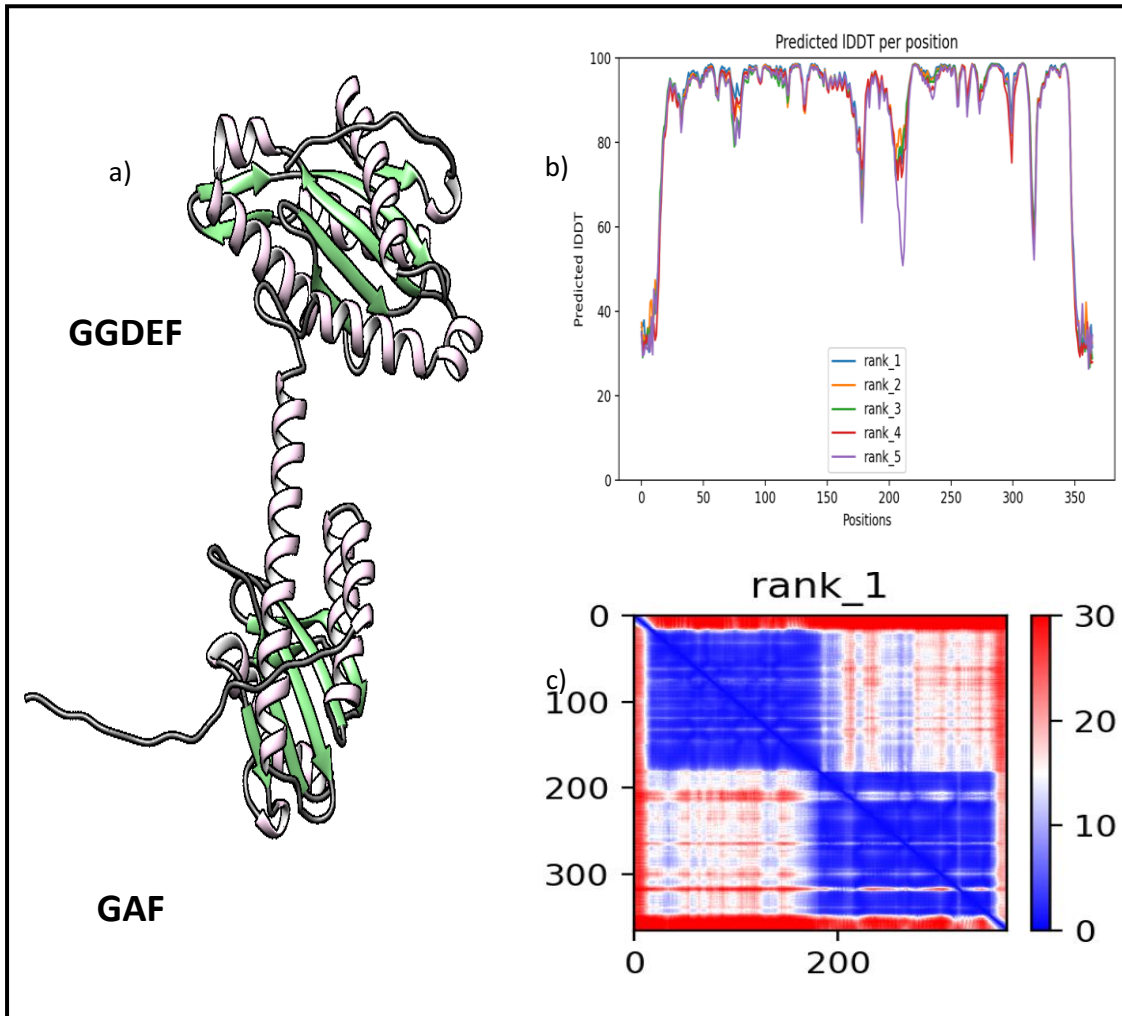 a)
GGDEF
GAF
b)
Predicted lDDT per position
Predicted lDDT
100
80
60
40
20
0
rank_1
rank_2
rank_3
rank_4
rank_5
0 50 100 150 200 250 300 350
Positions
c)
rank_1
0
100
200
300
0 200
30
20
10
0